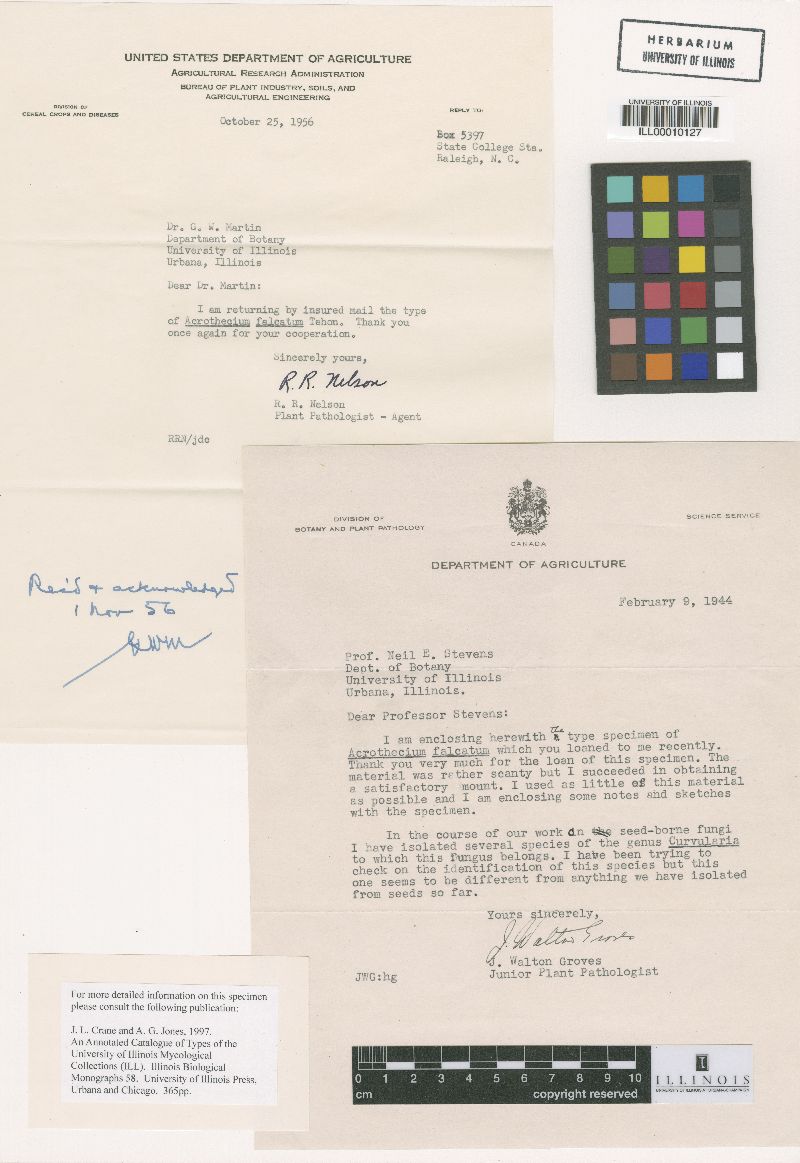 UNITED STATES DEPARTMENT OF AGRICULTURE
AGRICULTURAL RESEARCH ADMINISTRATION
BUREAU OF PLANT INDUSTRY, SOILS, AND
AGRICULTURAL ENGINEERING
DIVISION OF
CEREAL CROPS AND DISEASES
REPLY TO:
October 25, 1956
Box 5397
State College Sta.
Raleigh, N. C.
Dr. G. W. Martin
Department of Botany
University of Illinois
Urbana, Illinois
Dear Dr. Martin:
I am returning by insured mail the type
of Acrothecium falcatum Tehon. Thank you
once again for your cooperation.
Sincerely yours,
R. R. Nelson
R. R. Nelson
Plant Pathologist - Agent
RRN/jdc
Rec'd + acknowledged
1 Nov 56
GWM
HERBARIUM
UNIVERSITY OF ILLINOIS
UNIVERSITY OF ILLINOIS
ILL00010127
DIVISION OF
BOTANY AND PLANT PATHOLOGY
CANADA
SCIENCE SERVICE
DEPARTMENT OF AGRICULTURE
February 9, 1944
Prof. Neil E. Stevens
Dept. of Botany
University of Illinois
Urbana, Illinois.
Dear Professor Stevens:
I am enclosing herewith the type specimen of
Acrothecium falcatum which you loaned to me recently.
Thank you very much for the loan of this specimen. The
material was rather scanty but I succeeded in obtaining
a satisfactory mount. I used as little of this material
as possible and I am enclosing some notes and sketches
with the specimen.
In the course of our work on the seed-borne fungi
I have isolated several species of the genus Curvularia
to which this fungus belongs. I have been trying to
check on the identification of this species but this
one seems to be different from anything we have isolated
from seeds so far.
Yours sincerely,
J. Walton Groves
J. Walton Groves
Junior Plant Pathologist
JWG:hg
For more detailed information on this specimen
please consult the following publication:
J. L. Crane and A. G. Jones, 1997.
An Annotated Catalogue of Types of the
University of Illinois Mycological
Collections (ILL). Illinois Biological
Monographs 58. University of Illinois Press,
Urbana and Chicago. 365pp.
0 1 2 3 4 5 6 7 8 9 10
cm
copyright reserved
I
ILLINOIS
UNIVERSITY OF ILLINOIS AT URBANA-CHAMPAIGN